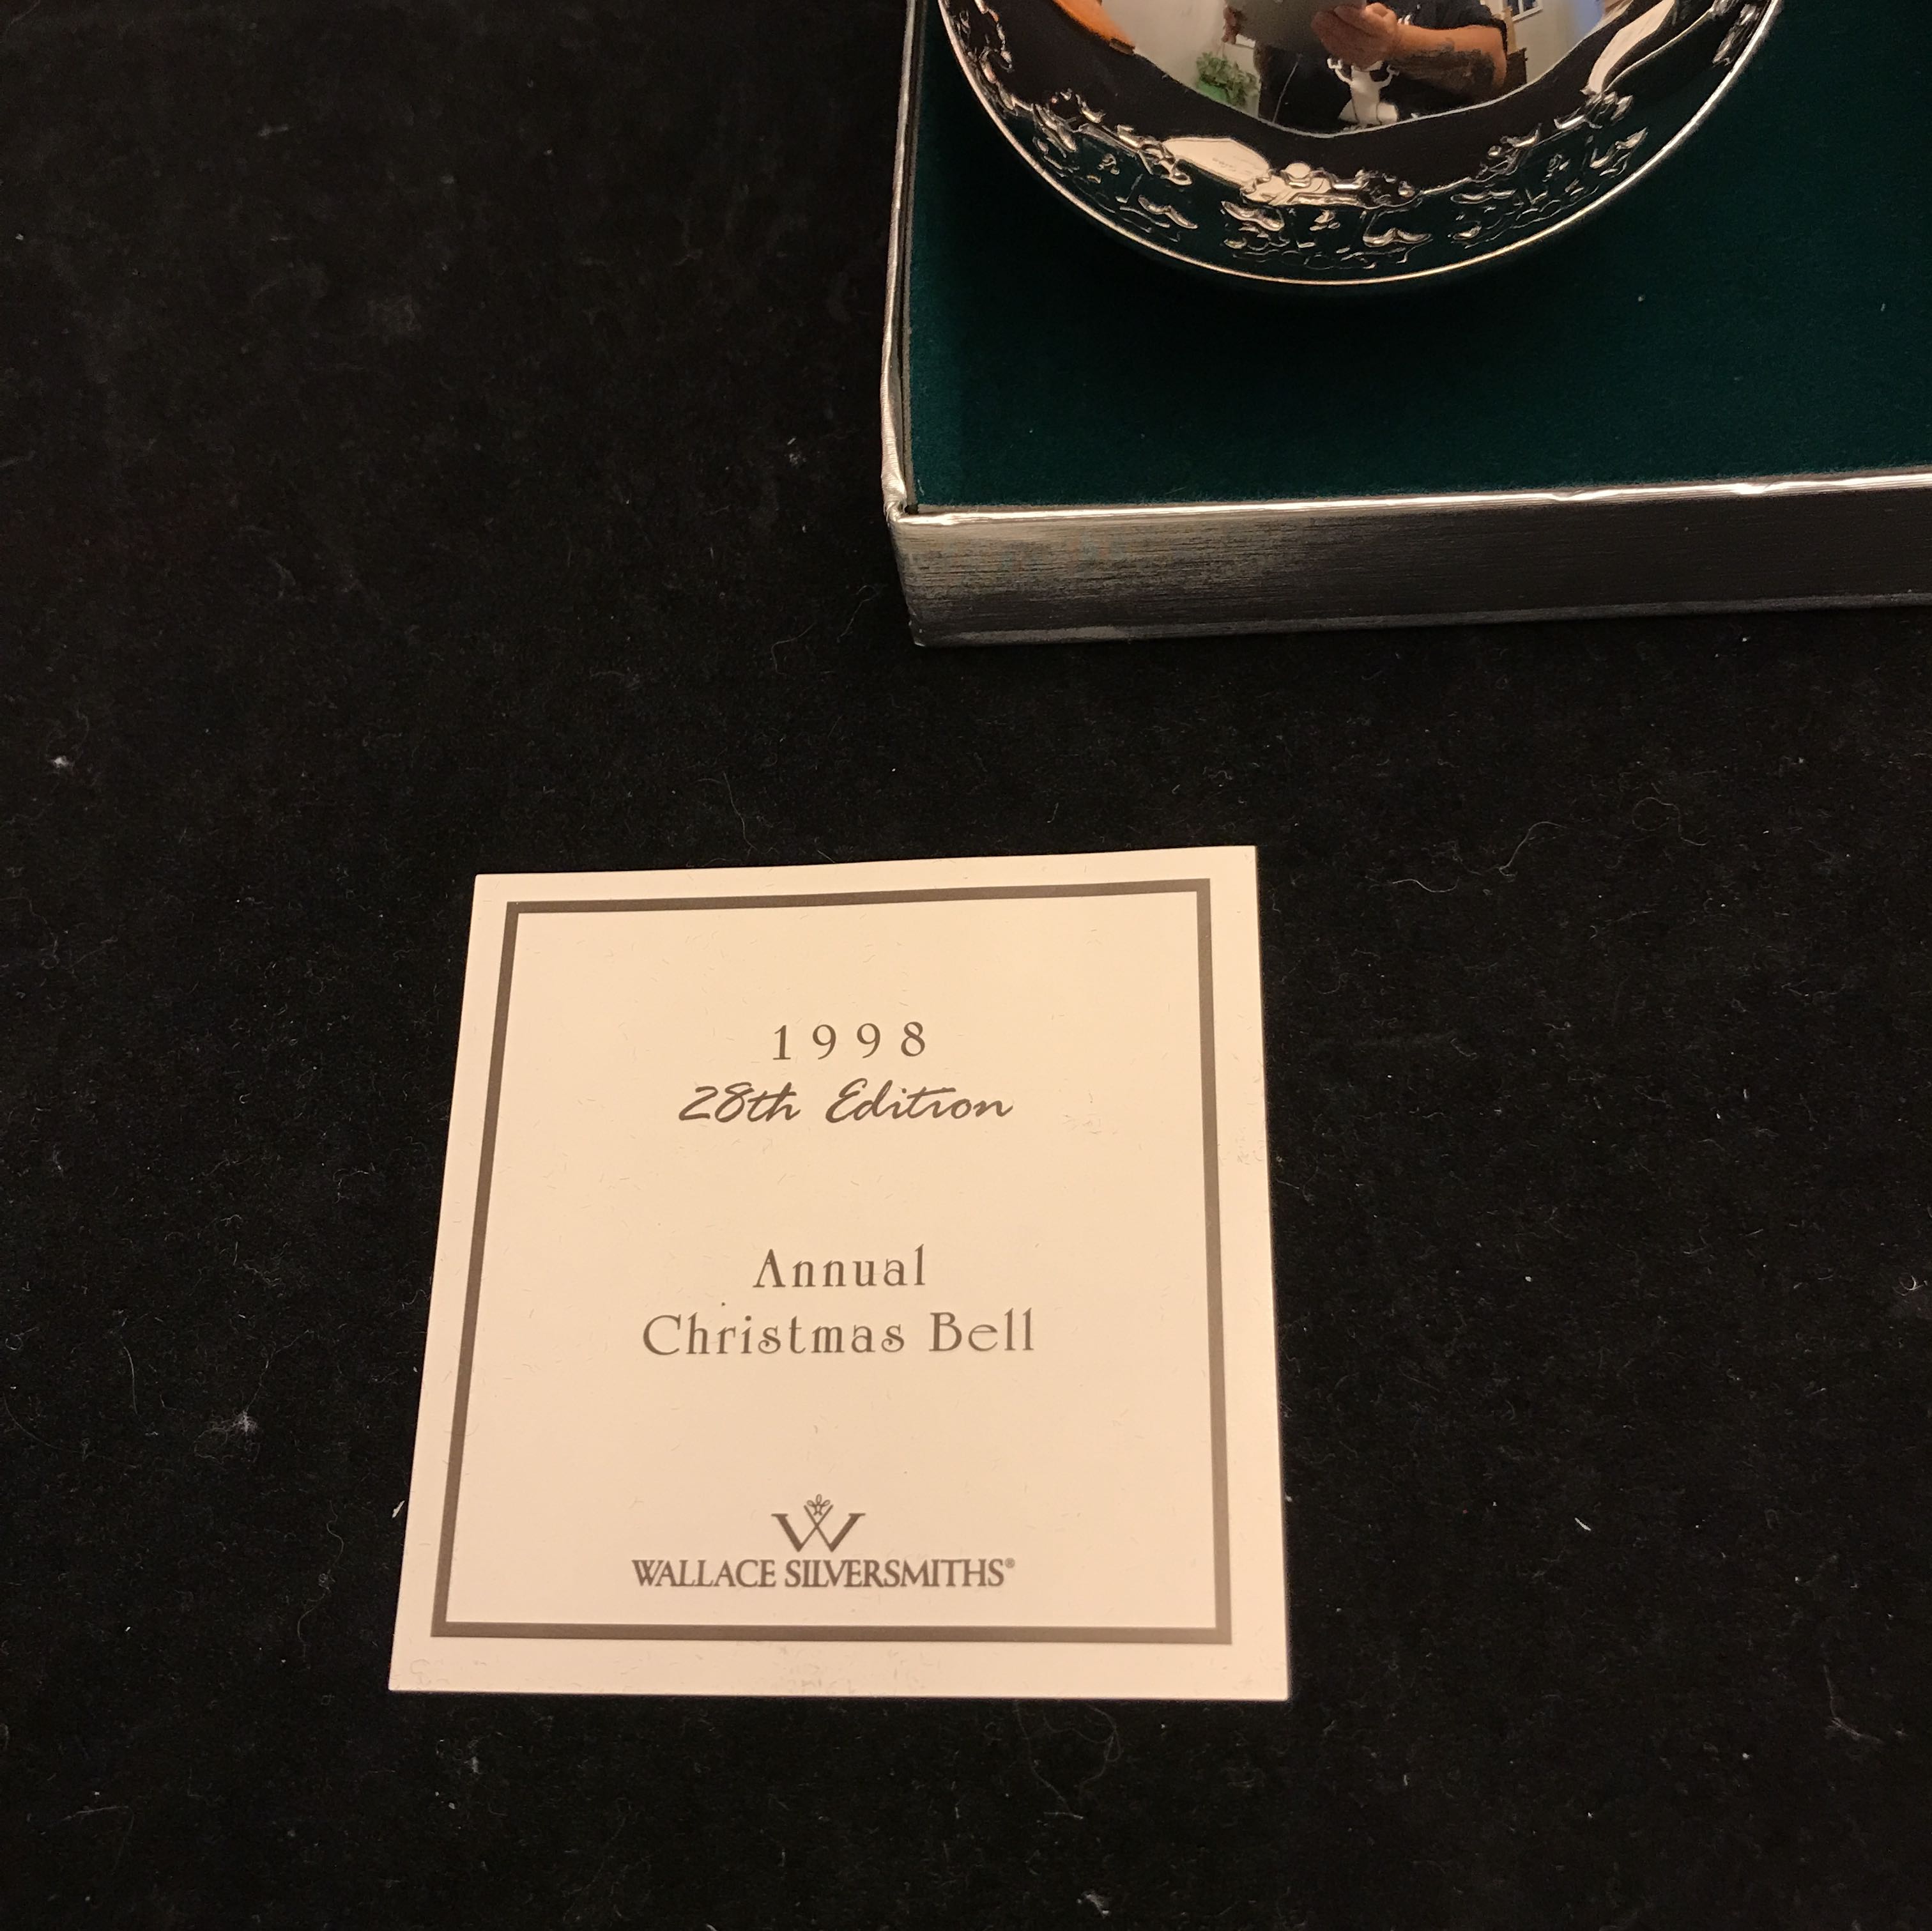 1998
28th Edition
Annual
Christmas Bell
W
WALLACE SILVERSMITHS®